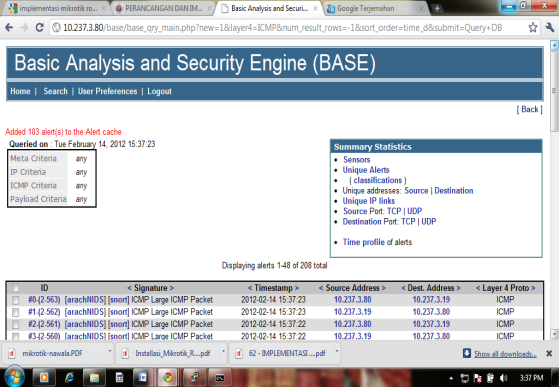 implementasi mikrotik ro...
PERANCANGAN DAN IM...
Basic Analysis and Securi...
Google Terjemahan
10.237.3.80/base/base_qry_main.php?new=1&layer4=ICMP&num_result_rows=-1&sort_order=time_d&submit=Query+DB
Basic Analysis and Security Engine (BASE)
Home | Search | User Preferences | Logout
[ Back ]
Added 103 alert(s) to the Alert cache
Queried on : Tue February 14, 2012 15:37:23
Meta Criteria any
IP Criteria any
ICMP Criteria any
Payload Criteria any
Summary Statistics
Sensors
Unique Alerts
( classifications )
Unique addresses: Source | Destination
Unique IP links
Source Port: TCP | UDP
Destination Port: TCP | UDP
Time profile of alerts
Displaying alerts 1-48 of 208 total
ID < Signature > < Timestamp > < Source Address > < Dest. Address > < Layer 4 Proto >
#0-(2-563) [arachNIDS] [snort] ICMP Large ICMP Packet 2012-02-14 15:37:23 10.237.3.80 10.237.3.19 ICMP
#1-(2-562) [arachNIDS] [snort] ICMP Large ICMP Packet 2012-02-14 15:37:23 10.237.3.19 10.237.3.80 ICMP
#2-(2-561) [arachNIDS] [snort] ICMP Large ICMP Packet 2012-02-14 15:37:22 10.237.3.80 10.237.3.19 ICMP
#3-(2-560) [arachNIDS] [snort] ICMP Large ICMP Packet 2012-02-14 15:37:22 10.237.3.19 10.237.3.80 ICMP
mikrotik-nawala.PDF
Installasi_Mikrotik_R....pdf
62 - IMPLEMENTASI ....pdf
Show all downloads...
3:37 PM